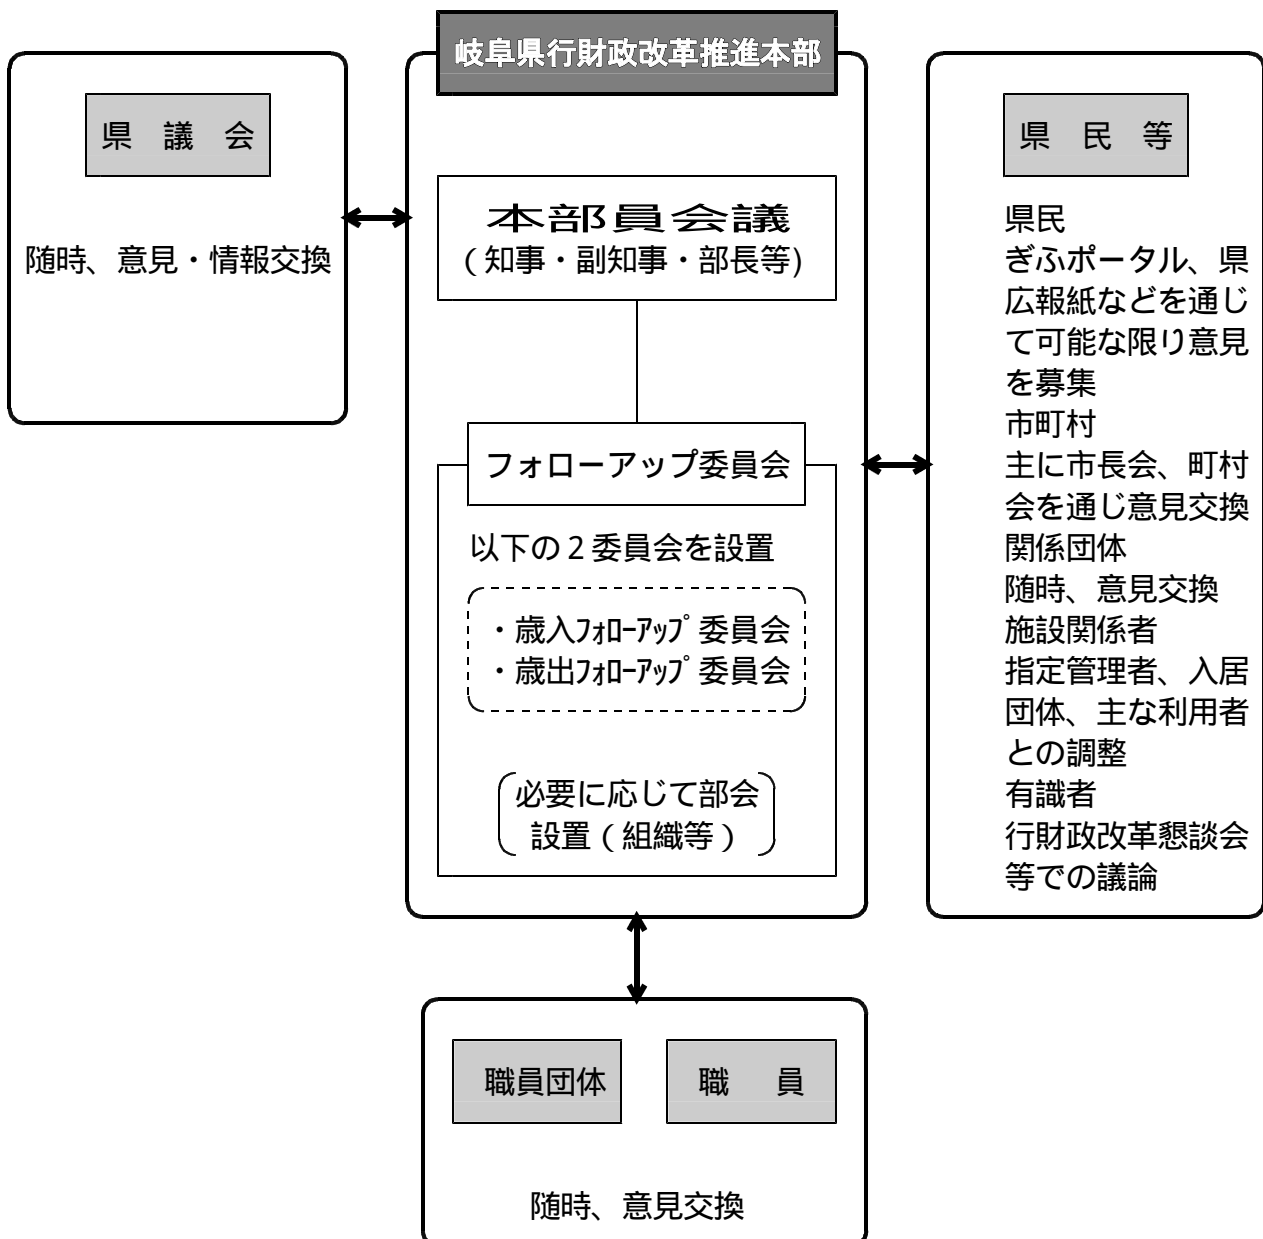 岐阜県行財政改革推進本部
県　議　会
随時、意見・情報交換
本部員会議
（知事・副知事・部長等）
フォローアップ委員会
以下の２委員会を設置
・歳入ﾌｫﾛｰｱｯﾌﾟ委員会
・歳出ﾌｫﾛｰｱｯﾌﾟ委員会
必要に応じて部会
設置（組織等）
県　民　等
県民
ぎふポータル、県
広報紙などを通じ
て可能な限り意見
を募集
市町村
主に市長会、町村
会を通じ意見交換
関係団体
随時、意見交換
施設関係者
指定管理者、入居
団体、主な利用者
との調整
有識者
行財政改革懇談会
等での議論
職員団体
職　員
随時、意見交換